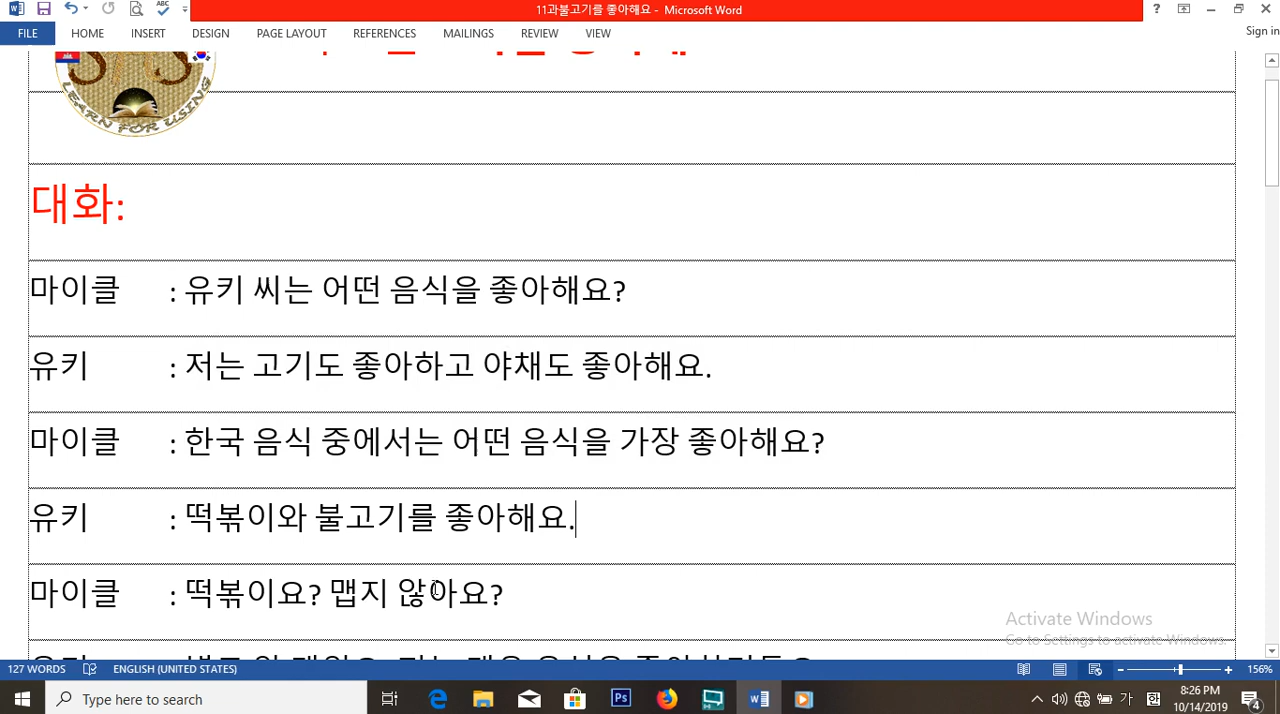 11과불고기를 좋아해요 - Microsoft Word
FILE HOME INSERT DESIGN PAGE LAYOUT REFERENCES MAILINGS REVIEW VIEW
Sign in
LEARN FOR USING
대화:
마이클 : 유키 씨는 어떤 음식을 좋아해요?
유키 : 저는 고기도 좋아하고 야채도 좋아해요.
마이클 : 한국 음식 중에서는 어떤 음식을 가장 좋아해요?
유키 : 떡볶이와 불고기를 좋아해요.
마이클 : 떡볶이요? 맵지 않아요?
Activate Windows
Go to Settings to activate Windows.
127 WORDS ENGLISH (UNITED STATES) 156%
Type here to search
가 한
8:26 PM
10/14/2019
4